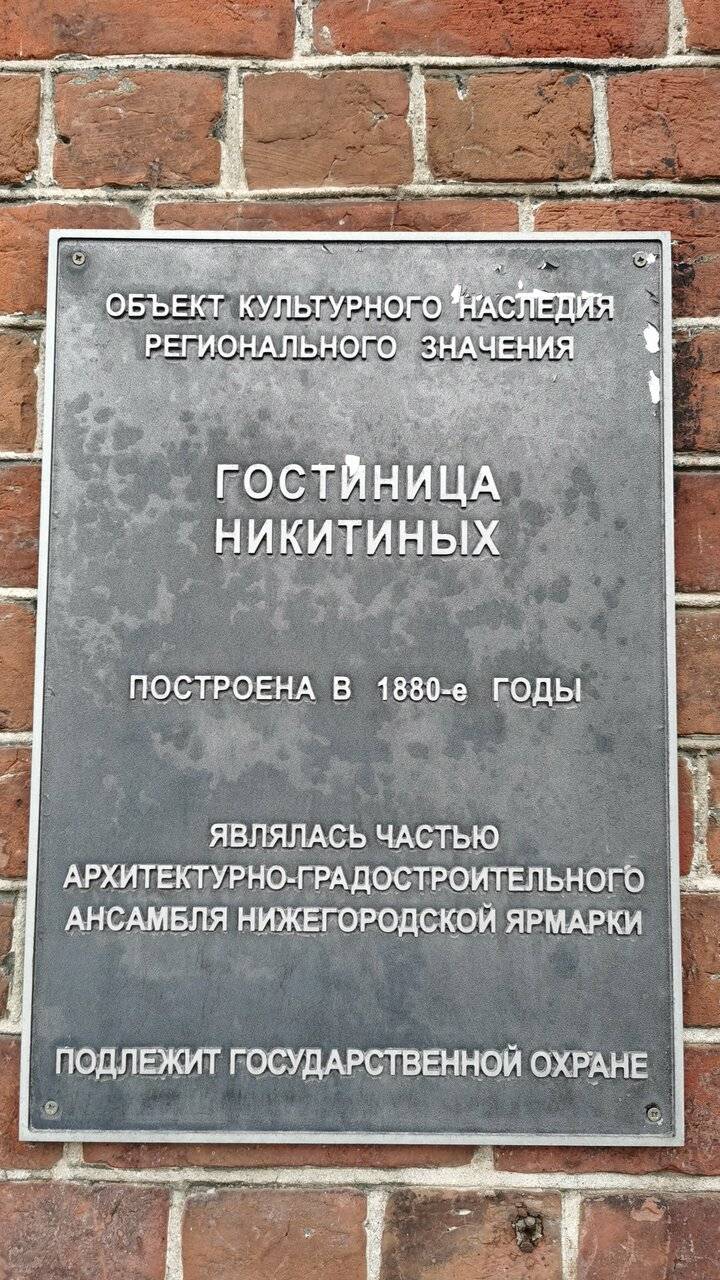 ОБЪЕКТ КУЛЬТУРНОГО НАСЛЕДИЯ
РЕГИОНАЛЬНОГО ЗНАЧЕНИЯ
ГОСТИНИЦА
НИКИТИНЫХ
ПОСТРОЕНА В 1880-е ГОДЫ
ЯВЛЯЛАСЬ ЧАСТЬЮ
АРХИТЕКТУРНО-ГРАДОСТРОИТЕЛЬНОГО
АНСАМБЛЯ НИЖЕГОРОДСКОЙ ЯРМАРКИ
ПОДЛЕЖИТ ГОСУДАРСТВЕННОЙ ОХРАНЕ